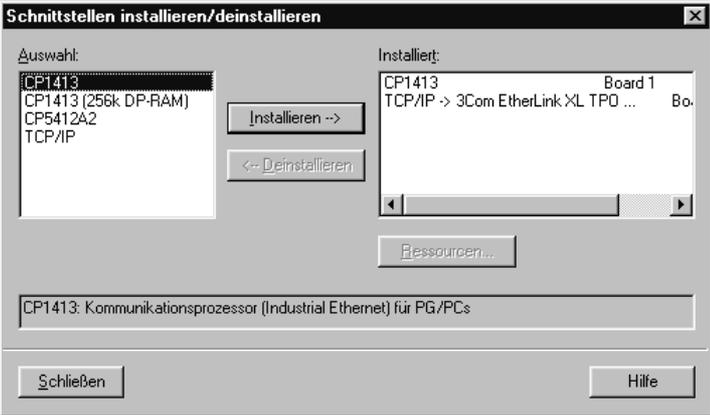 Schnittstellen installieren/deinstallieren
Auswahl:
CP1413
CP1413 (256k DP-RAM)
CP5412A2
TCP/IP
Installieren -->
<-- Deinstallieren
Installiert:
CP1413 Board 1
TCP/IP -> 3Com EtherLink XL TPO ... Boa
Ressourcen...
CP1413: Kommunikationsprozessor (Industrial Ethernet) für PG/PCs
Schließen
Hilfe